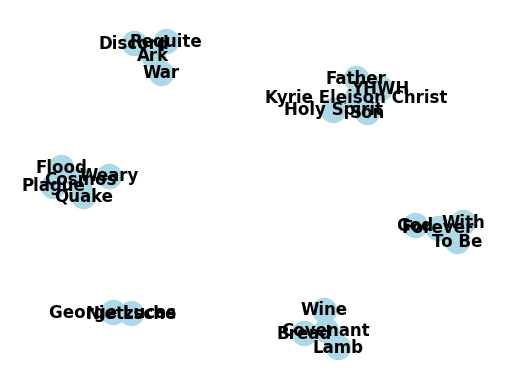 Discord
Requite
Ark
War
Father
YHWH
Kyrie Eleison Christ
Holy Spirit
Son
Flood
Weary
Cosmos
Plague
Quake
God
Forever
With
To Be
George Lucas
Nietzsche
Wine
Covenant
Bread
Lamb